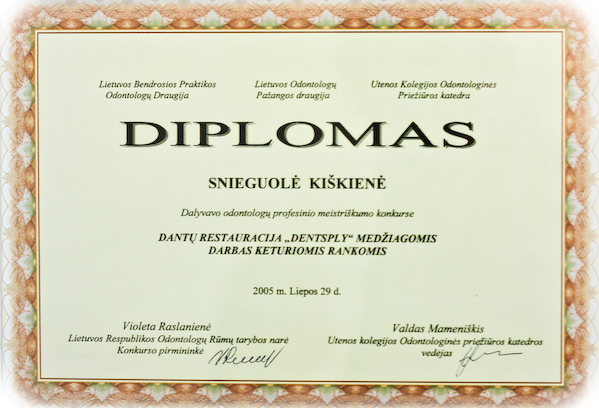 Lietuvos Bendrosios Praktikos
Odontologų Draugija
Lietuvos Odontologų
Pažangos draugija
Utenos Kolegijos Odontologinės
Priežiūros katedra
DIPLOMAS
SNIEGUOLĖ KIŠKIENĖ
Dalyvavo odontologų profesinio meistriškumo konkurse
DANTŲ RESTAURACIJA „DENTSPLY“ MEDŽIAGOMIS
DARBAS KETURIOMIS RANKOMIS
2005 m. Liepos 29 d.
Violeta Raslanienė
Lietuvos Respublikos Odontologų Rūmų tarybos narė
Konkurso pirmininkė
Valdas Mameniškis
Utenos kolegijos Odontologinės priežiūros katedros
vedėjas